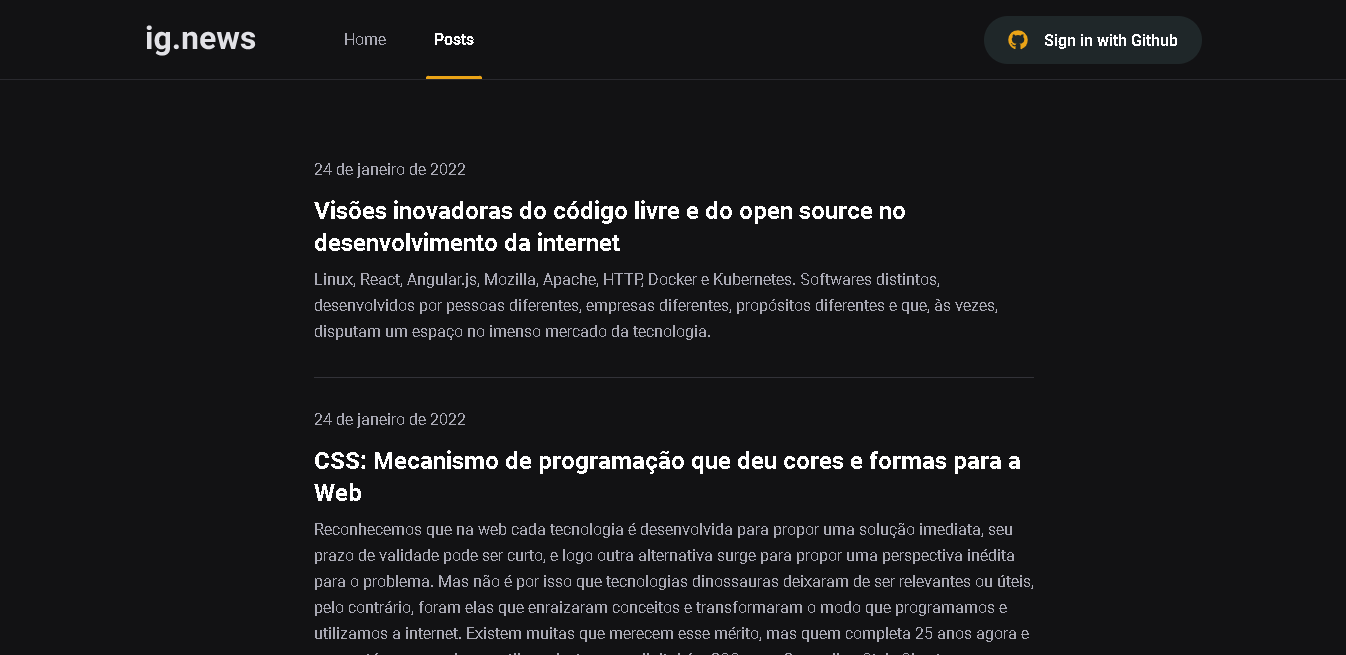 ig.news
Home
Posts
Sign in with Github
24 de janeiro de 2022
Visões inovadoras do código livre e do open source no
desenvolvimento da internet
Linux, React, Angular.js, Mozilla, Apache, HTTP, Docker e Kubernetes. Softwares distintos,
desenvolvidos por pessoas diferentes, empresas diferentes, propósitos diferentes e que, às vezes,
disputam um espaço no imenso mercado da tecnologia.
24 de janeiro de 2022
CSS: Mecanismo de programação que deu cores e formas para a
Web
Reconhecemos que na web cada tecnologia é desenvolvida para propor uma solução imediata, seu
prazo de validade pode ser curto, e logo outra alternativa surge para propor uma perspectiva inédita
para o problema. Mas não é por isso que tecnologias dinossauras deixaram de ser relevantes ou úteis,
pelo contrário, foram elas que enraizaram conceitos e transformaram o modo que programamos e
utilizamos a internet. Existem muitas que merecem esse mérito, mas quem completa 25 anos agora e